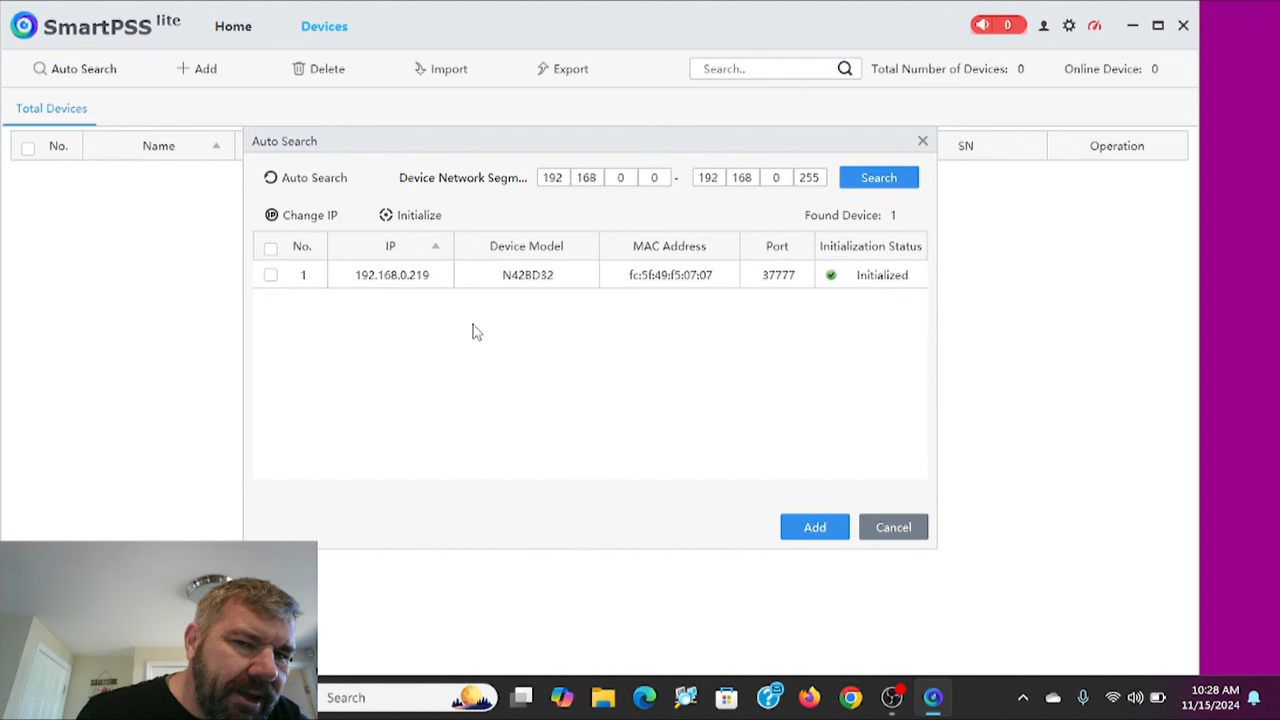 SmartPSS lite
Home
Devices
0
Auto Search
Add
Delete
Import
Export
Search..
Total Number of Devices: 0
Online Device: 0
Total Devices
No.
Name
SN
Operation
Auto Search
Auto Search
Device Network Segm...
192 168 0 0 - 192 168 0 255
Search
IP Change IP
Initialize
Found Device: 1
No. IP Device Model MAC Address Port Initialization Status
1 192.168.0.219 N42BD32 fc:5f:49:f5:07:07 37777 Initialized
Add
Cancel
Search
10:28 AM
11/15/2024